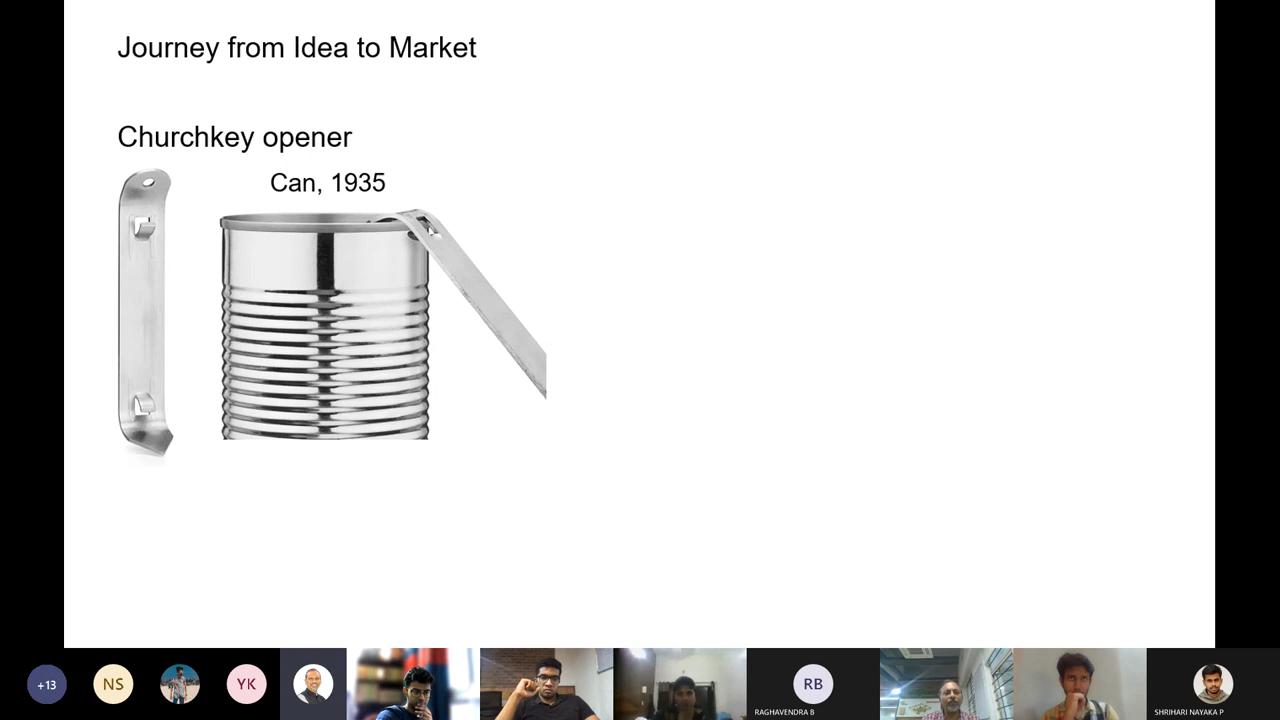 Journey from Idea to Market
Churchkey opener
Can, 1935
+13
NS
YK
RB
RAGHAVENDRA B
SHRIHARI NAYAKA P